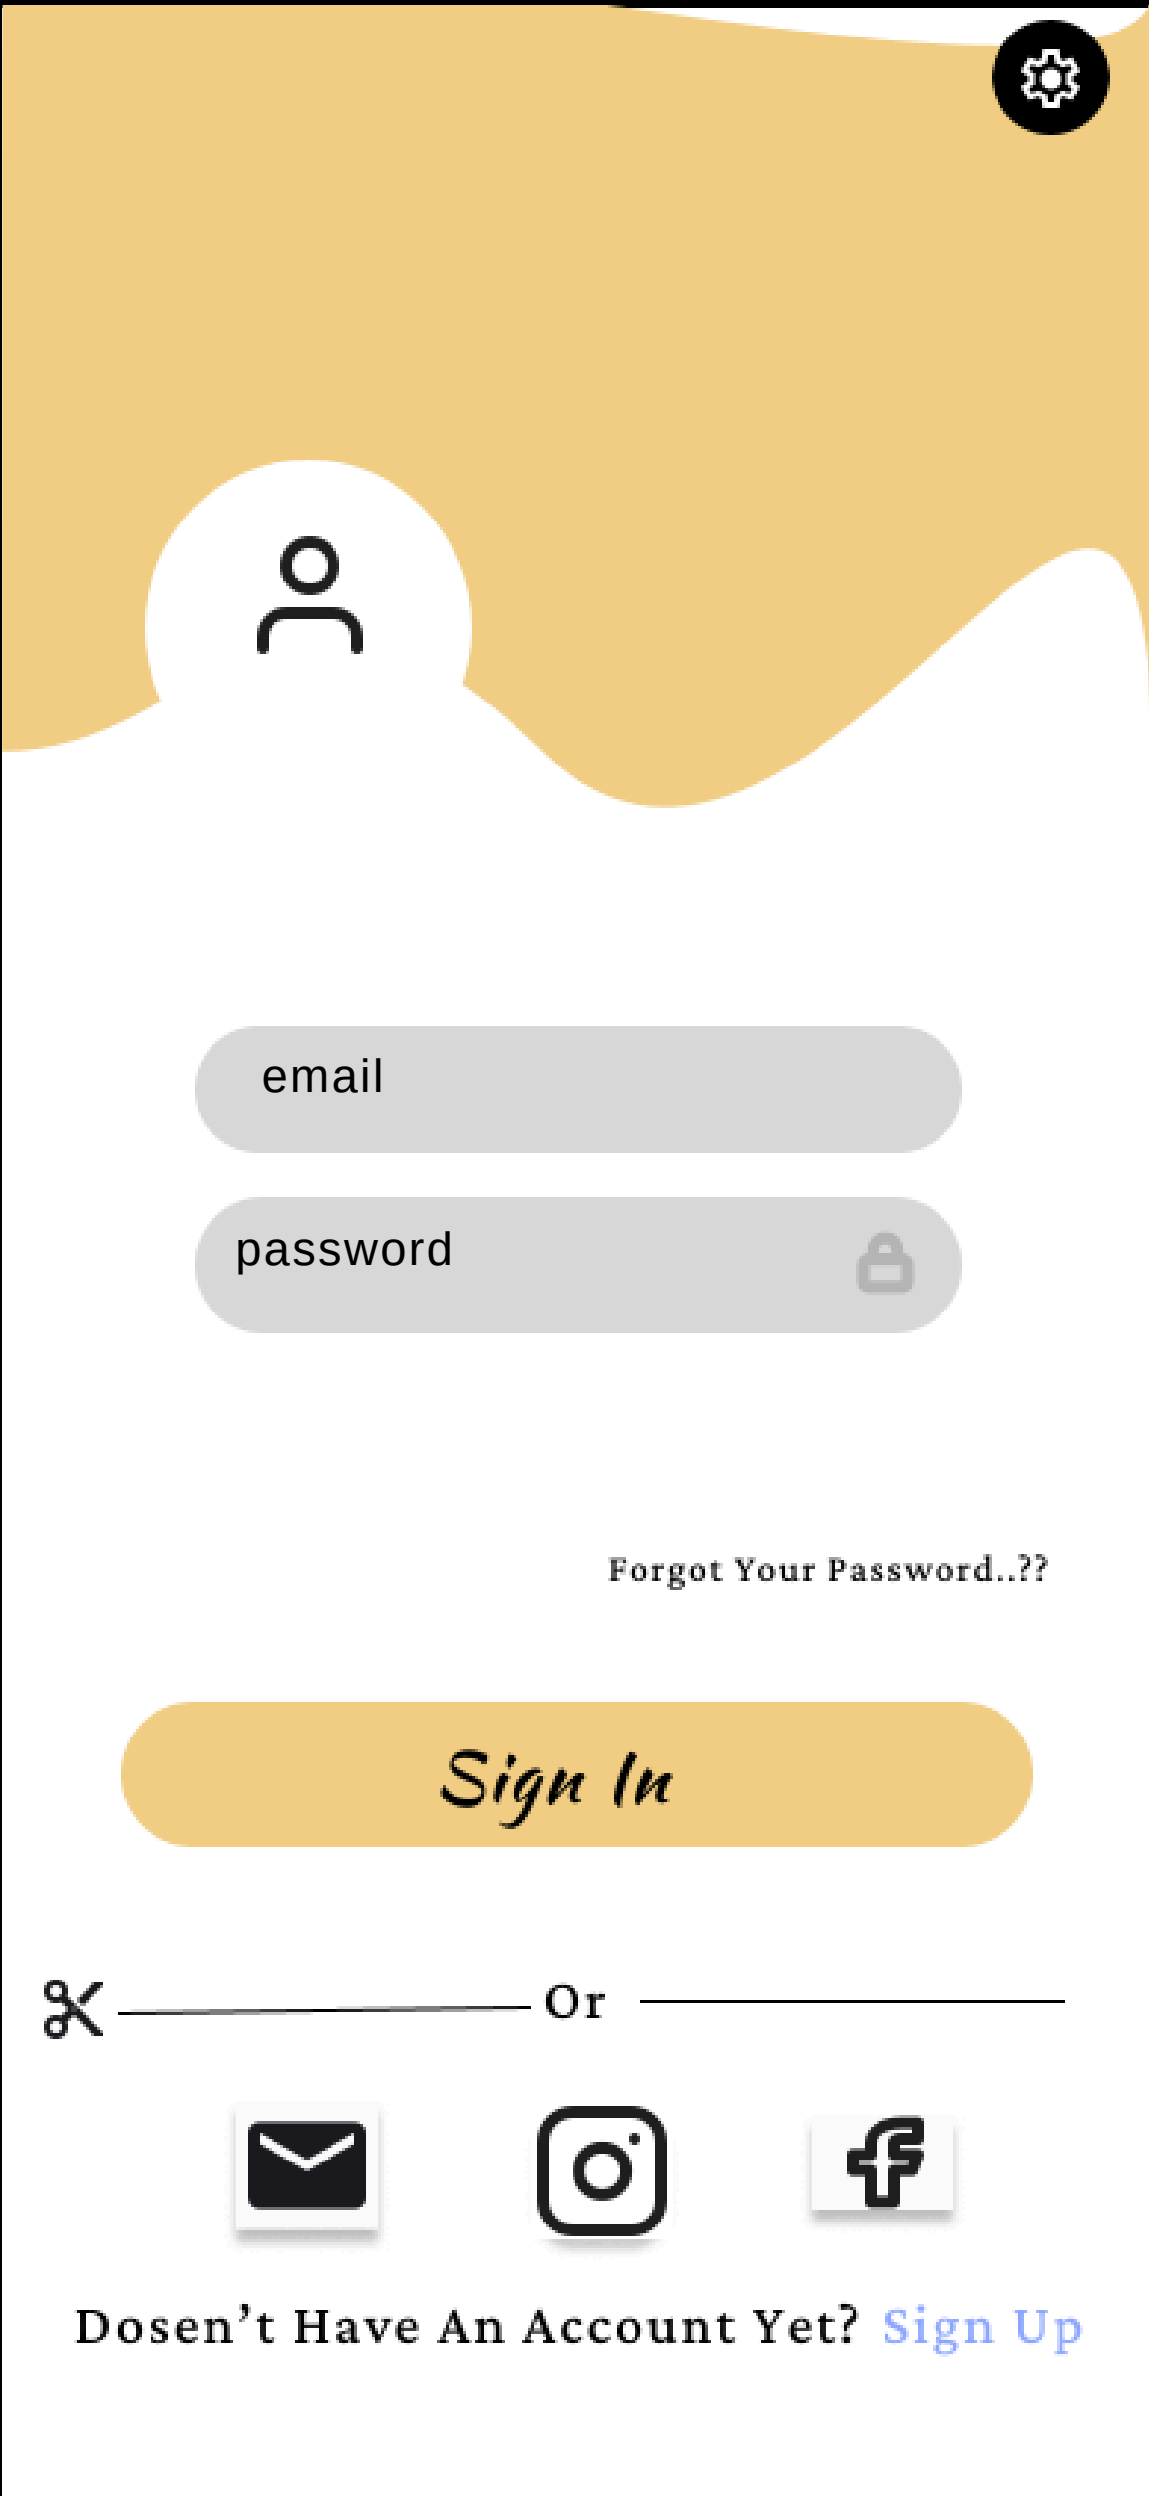 email
password
Forgot Your Password..??
Sign In
Or
Dosen’t Have An Account Yet? Sign Up